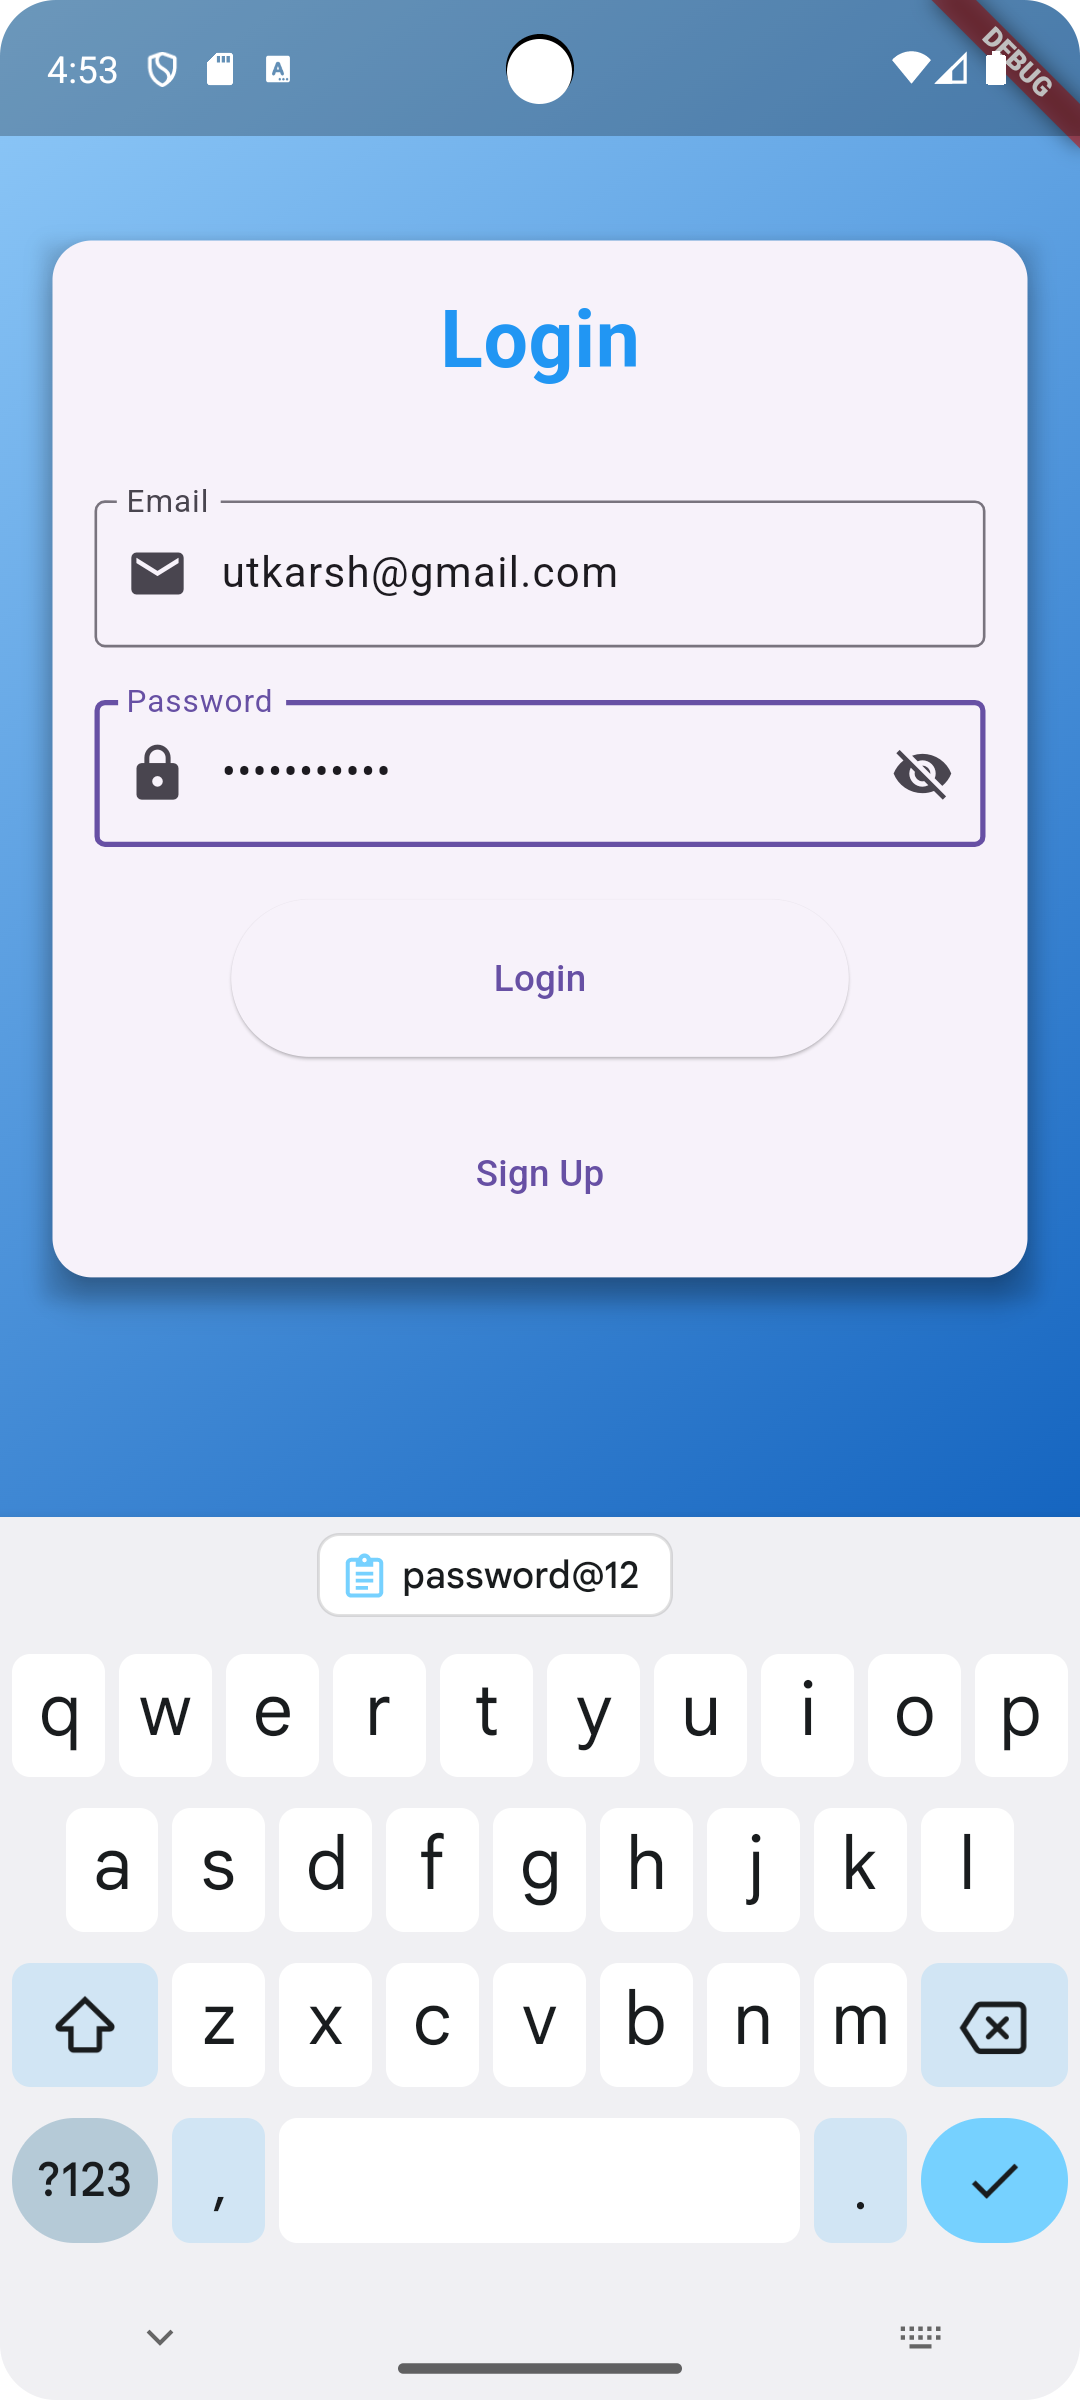 4:53
DEBUG
Login
Email
utkarsh@gmail.com
Password
•••••••••••
Login
Sign Up
password@12
q w e r t y u i o p
a s d f g h j k l
z x c v b n m
?123 , .